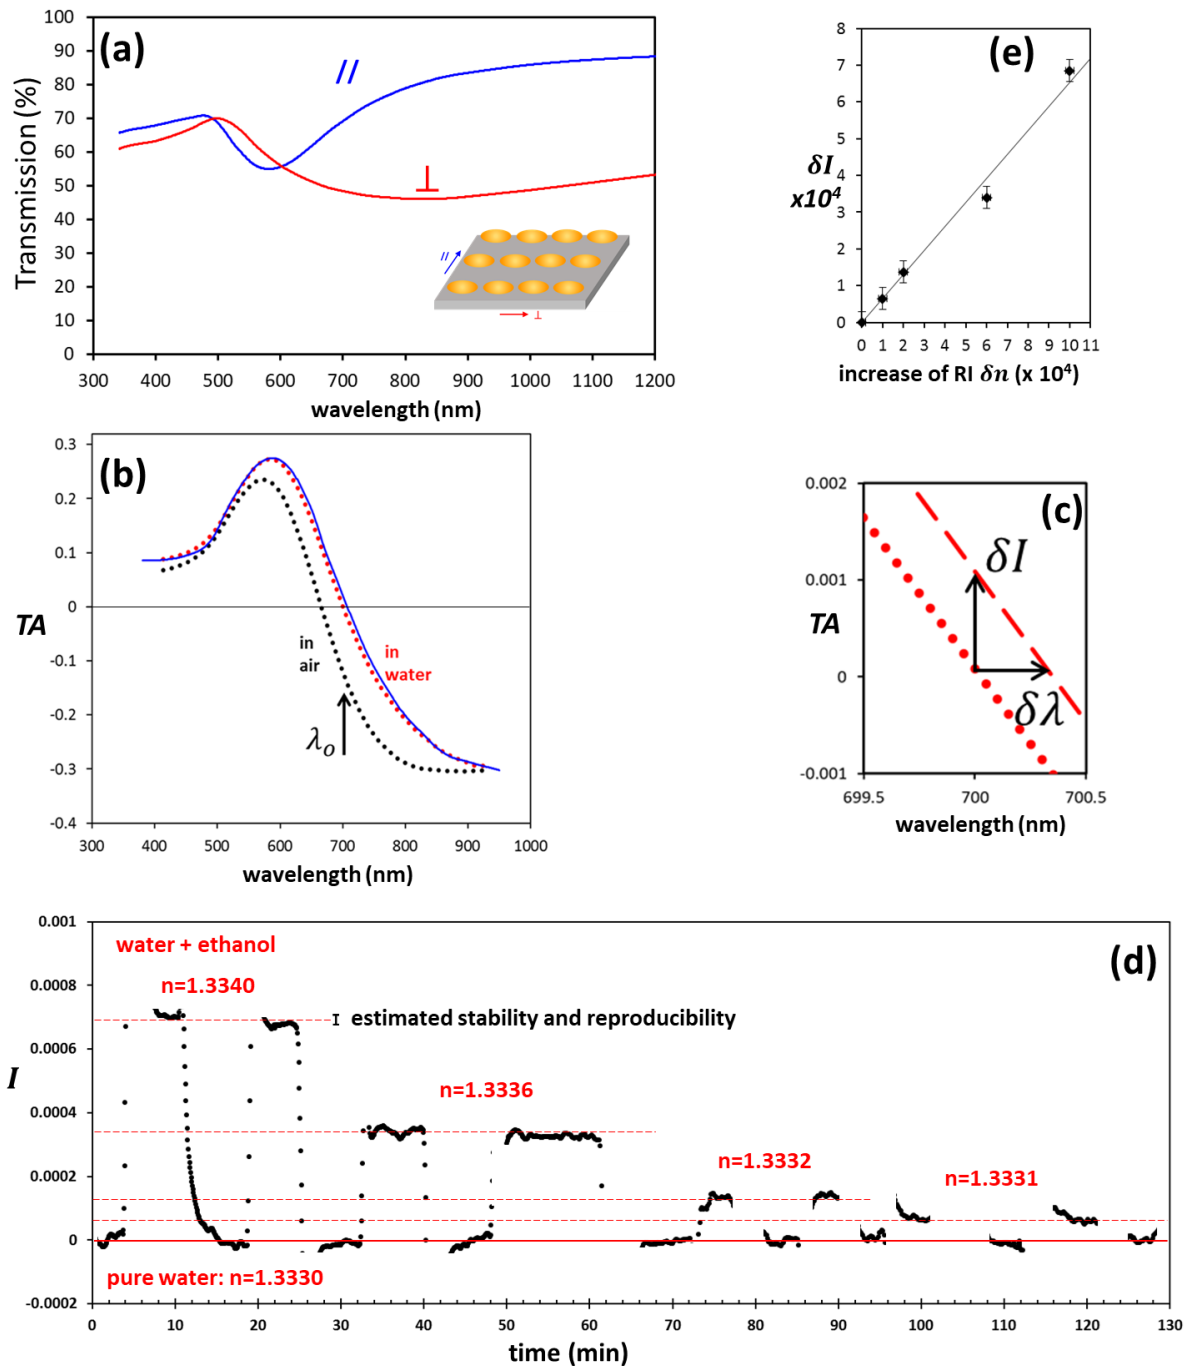 (a)
Transmission (%)
100
90
80
70
60
50
40
30
20
10
0
//
⊥
//
⊥
300 400 500 600 700 800 900 1000 1100 1200
wavelength (nm)
(e)
δI
x10⁴
8
7
6
5
4
3
2
1
0
0 1 2 3 4 5 6 7 8 9 10 11
increase of RI δn (x 10⁴)
(b)
TA
0.3
0.2
0.1
0
-0.1
-0.2
-0.3
-0.4
in
air
in
water
λo
300 400 500 600 700 800 900 1000
wavelength (nm)
(c)
TA
0.002
0.001
0
-0.001
δI
δλ
699.5 700 700.5
wavelength (nm)
(d)
I
0.001
0.0008
0.0006
0.0004
0.0002
0
-0.0002
water + ethanol
n=1.3340
estimated stability and reproducibility
n=1.3336
n=1.3332
n=1.3331
pure water: n=1.3330
0 10 20 30 40 50 60 70 80 90 100 110 120 130
time (min)